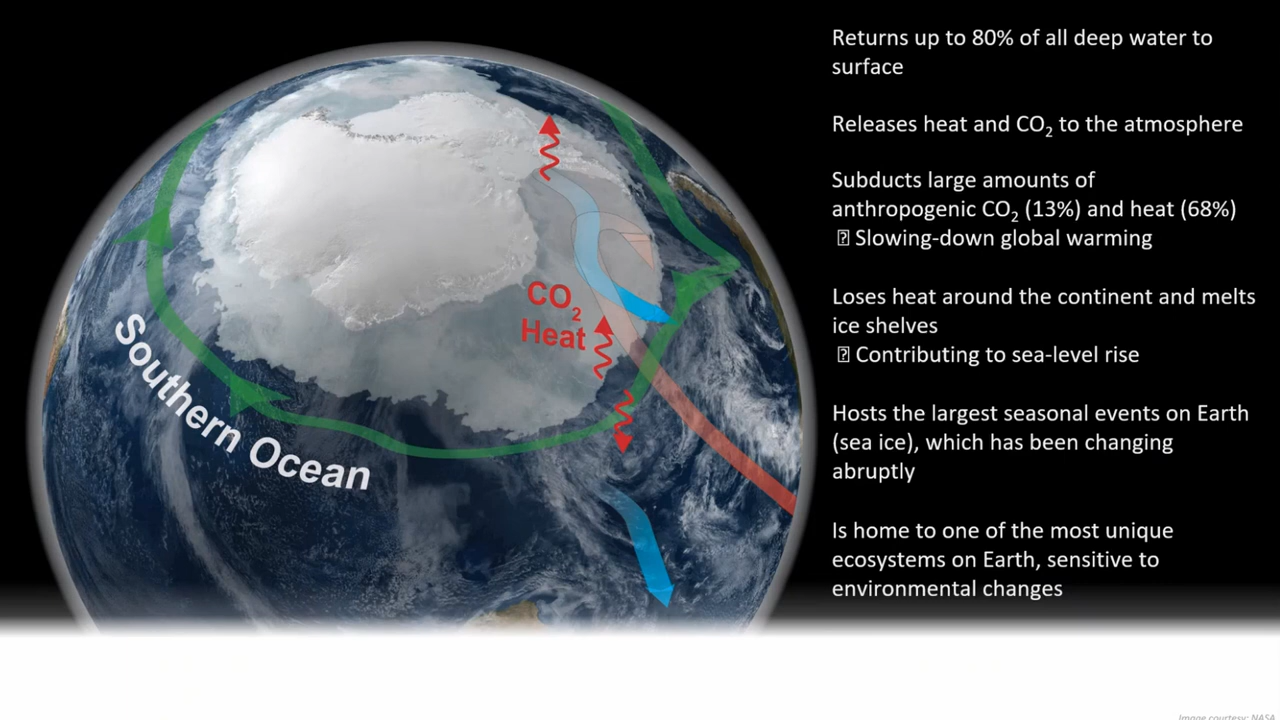 Returns up to 80% of all deep water to
surface
Releases heat and CO₂ to the atmosphere
Subducts large amounts of
anthropogenic CO₂ (13%) and heat (68%)
Slowing-down global warming
Loses heat around the continent and melts
ice shelves
Contributing to sea-level rise
Hosts the largest seasonal events on Earth
(sea ice), which has been changing
abruptly
Is home to one of the most unique
ecosystems on Earth, sensitive to
environmental changes
CO₂
Heat
Southern Ocean
Image courtesy: NASA